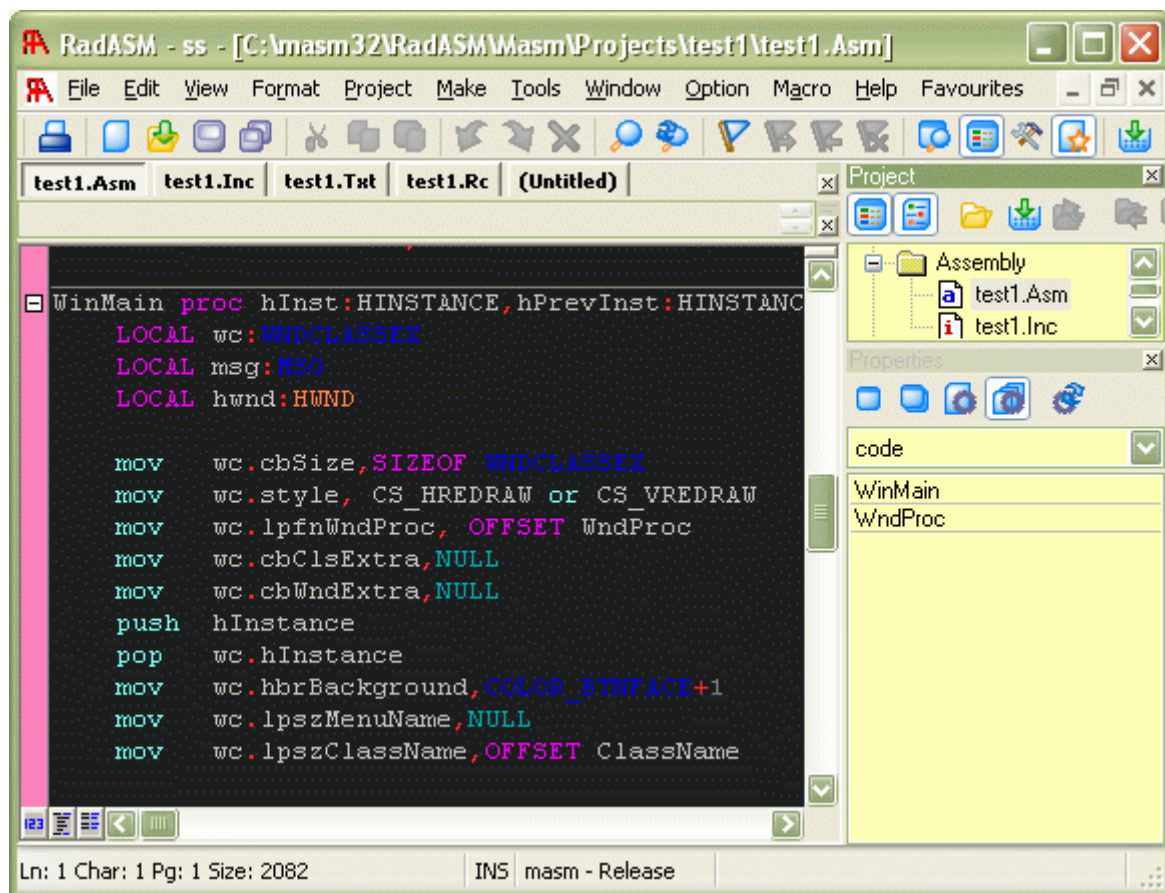 RadASM - ss - [C:\masm32\RadASM\Masm\Projects\test1\test1.Asm]
File Edit View Format Project Make Tools Window Option Macro Help Favourites
test1.Asm test1.Inc test1.Txt test1.Rc (Untitled)
Project
Assembly
test1.Asm
test1.Inc
Properties
code
WinMain
WndProc
WinMain proc hInst:HINSTANCE,hPrevInst:HINSTANC
LOCAL wc:WNDCLASSEX
LOCAL msg:MSG
LOCAL hwnd:HWND
mov wc.cbSize,SIZEOF WNDCLASSEX
mov wc.style, CS_HREDRAW or CS_VREDRAW
mov wc.lpfnWndProc, OFFSET WndProc
mov wc.cbClsExtra,NULL
mov wc.cbWndExtra,NULL
push hInstance
pop wc.hInstance
mov wc.hbrBackground,COLOR_BTNFACE+1
mov wc.lpszMenuName,NULL
mov wc.lpszClassName,OFFSET ClassName
123
Ln: 1 Char: 1 Pg: 1 Size: 2082 INS masm - Release